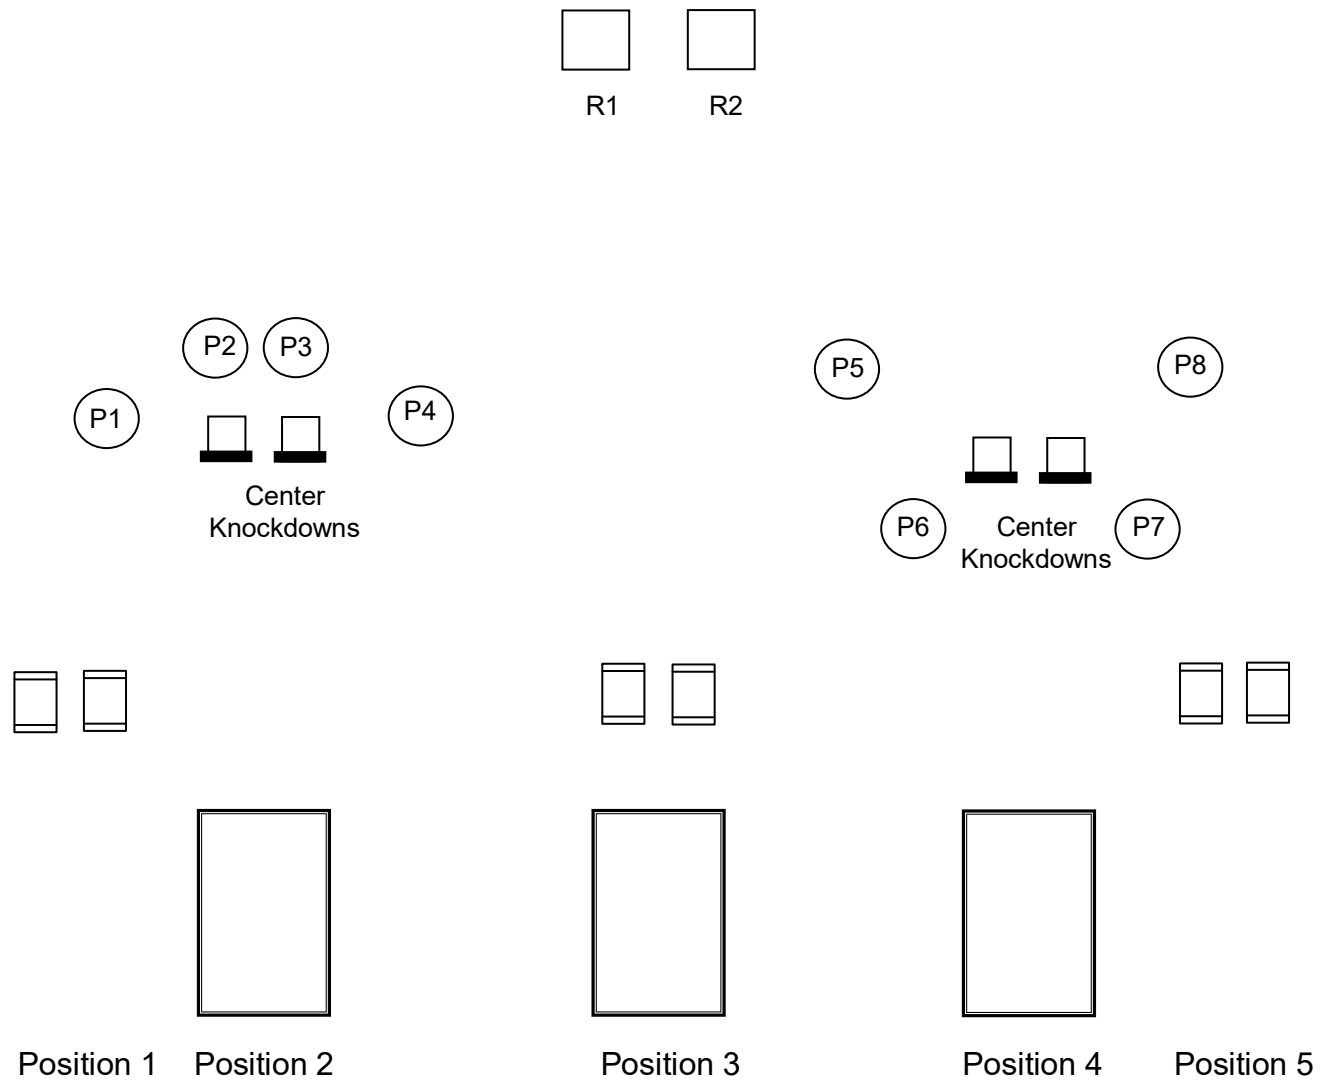 R1 R2
P2 P3
P5 P8
P1 P4
Center
Knockdowns
P6 Center P7
Knockdowns
Position 1 Position 2 Position 3 Position 4 Position 5